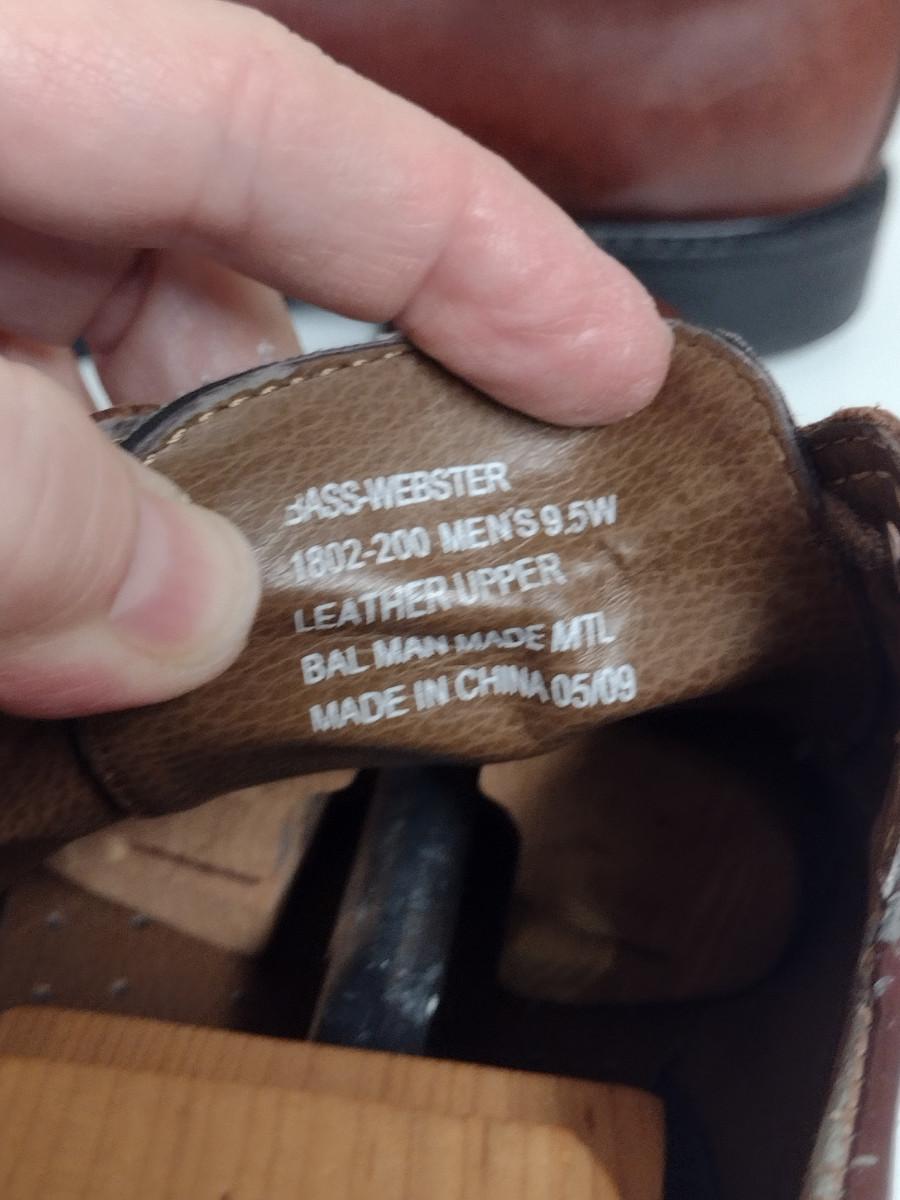 BASS-WEBSTER
1802-200 MEN'S 9.5W
LEATHER UPPER
BAL MAN MADE MTL
MADE IN CHINA 05/09